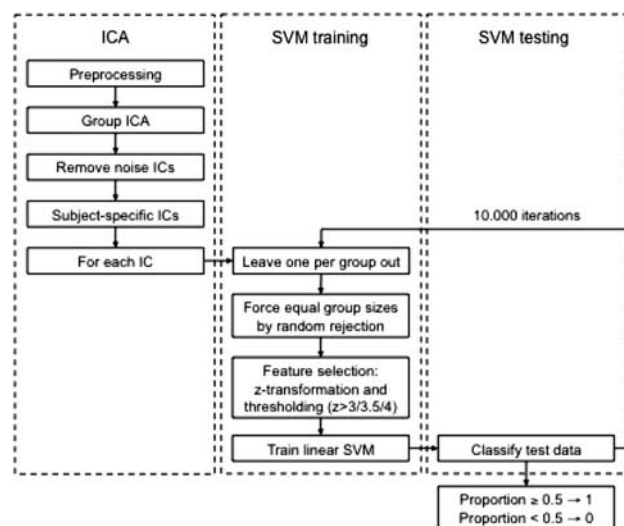 ICA
Preprocessing
Group ICA
Remove noise ICs
Subject-specific ICs
For each IC
SVM training
Leave one per group out
Force equal group sizes
by random rejection
Feature selection:
z-transformation and
thresholding (z>3/3.5/4)
Train linear SVM
SVM testing
10.000 iterations
Classify test data
Proportion ≥ 0.5 → 1
Proportion < 0.5 → 0